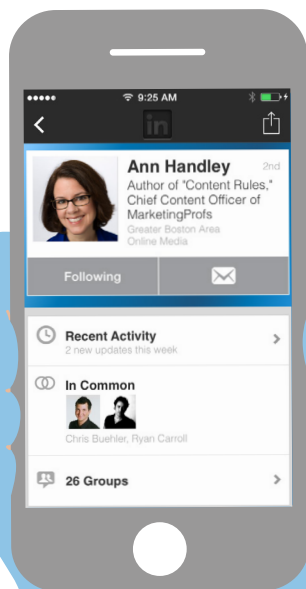 9:25 AM
in
Ann Handley 2nd
Author of "Content Rules,"
Chief Content Officer of
MarketingProfs
Greater Boston Area
Online Media
Following
Recent Activity
2 new updates this week
In Common
Chris Buehler, Ryan Carroll
26 Groups